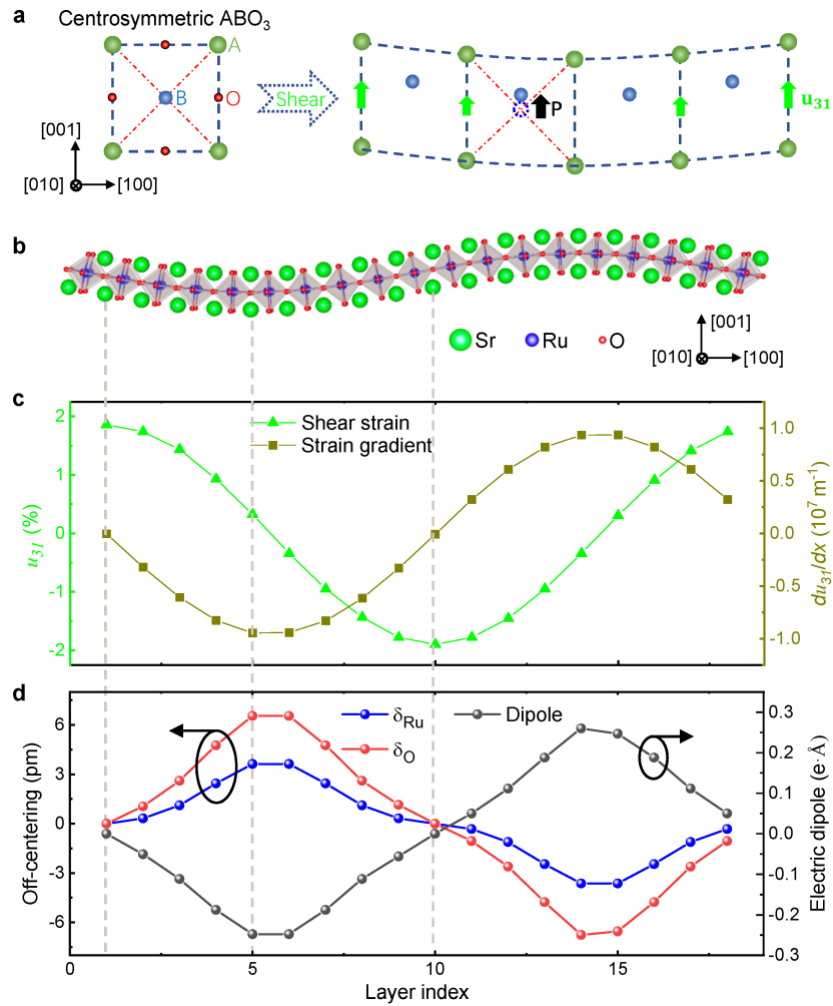 a
Centrosymmetric ABO₃
A
B
O
Shear
P
u₃₁
[001]
[010]
[100]
b
Sr
Ru
O
[001]
[010]
[100]
c
Shear strain
Strain gradient
2
1
0
-1
-2
u₃₁ (%)
1.0
0.5
0.0
-0.5
-1.0
du₃₁/dx (10⁷ m⁻¹)
d
δRu
δO
Dipole
6
3
0
-3
-6
Off-centering (pm)
0.3
0.2
0.1
0.0
-0.1
-0.2
-0.3
Electric dipole (e·Å)
0 5 10 15
Layer index